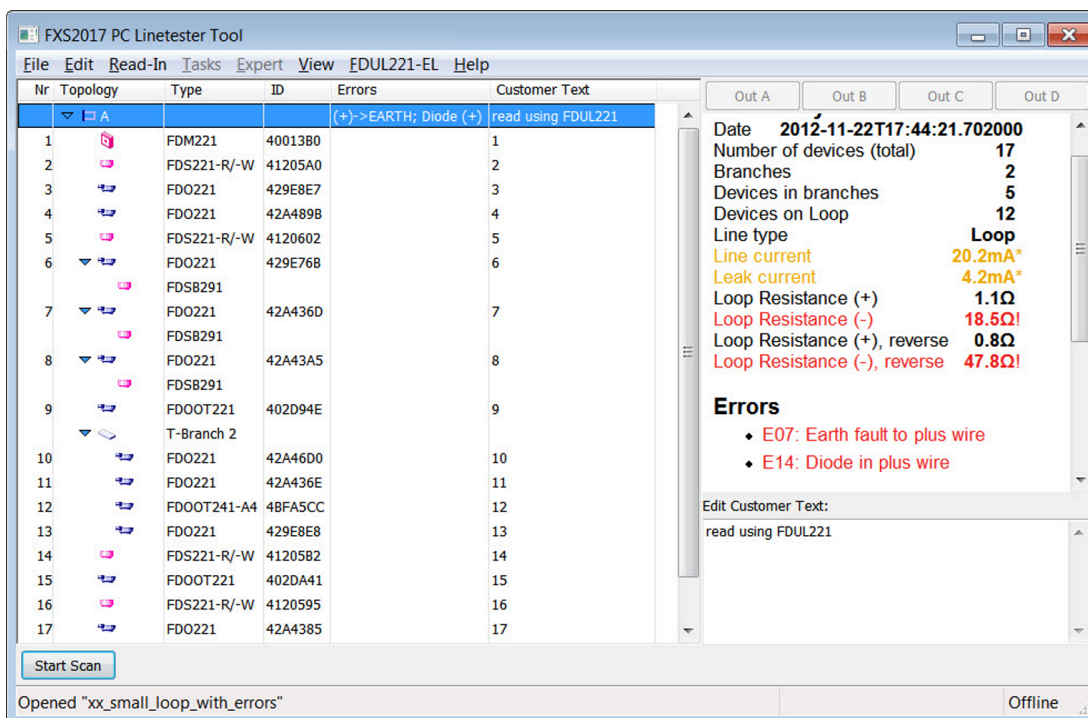 FXS2017 PC Linetester Tool
File Edit Read-In Tasks Expert View FDUL221-EL Help
Nr Topology Type ID Errors Customer Text
A (+)->EARTH; Diode (+) read using FDUL221
1 FDM221 40013B0 1
2 FDS221-R/-W 41205A0 2
3 FDO221 429E8E7 3
4 FDO221 42A489B 4
5 FDS221-R/-W 4120602 5
6 FDO221 429E76B 6
FDSB291
7 FDO221 42A436D 7
FDSB291
8 FDO221 42A43A5 8
FDSB291
9 FDOOT221 402D94E 9
T-Branch 2
10 FDO221 42A46D0 10
11 FDO221 42A436E 11
12 FDOOT241-A4 4BFA5CC 12
13 FDO221 429E8E8 13
14 FDS221-R/-W 41205B2 14
15 FDOOT221 402DA41 15
16 FDS221-R/-W 4120595 16
17 FDO221 42A4385 17
Out A Out B Out C Out D
Date 2012-11-22T17:44:21.702000
Number of devices (total) 17
Branches 2
Devices in branches 5
Devices on Loop 12
Line type Loop
Line current 20.2mA*
Leak current 4.2mA*
Loop Resistance (+) 1.1Ω
Loop Resistance (-) 18.5Ω!
Loop Resistance (+), reverse 0.8Ω
Loop Resistance (-), reverse 47.8Ω!
Errors
E07: Earth fault to plus wire
E14: Diode in plus wire
Edit Customer Text:
read using FDUL221
Start Scan
Opened "xx_small_loop_with_errors" Offline